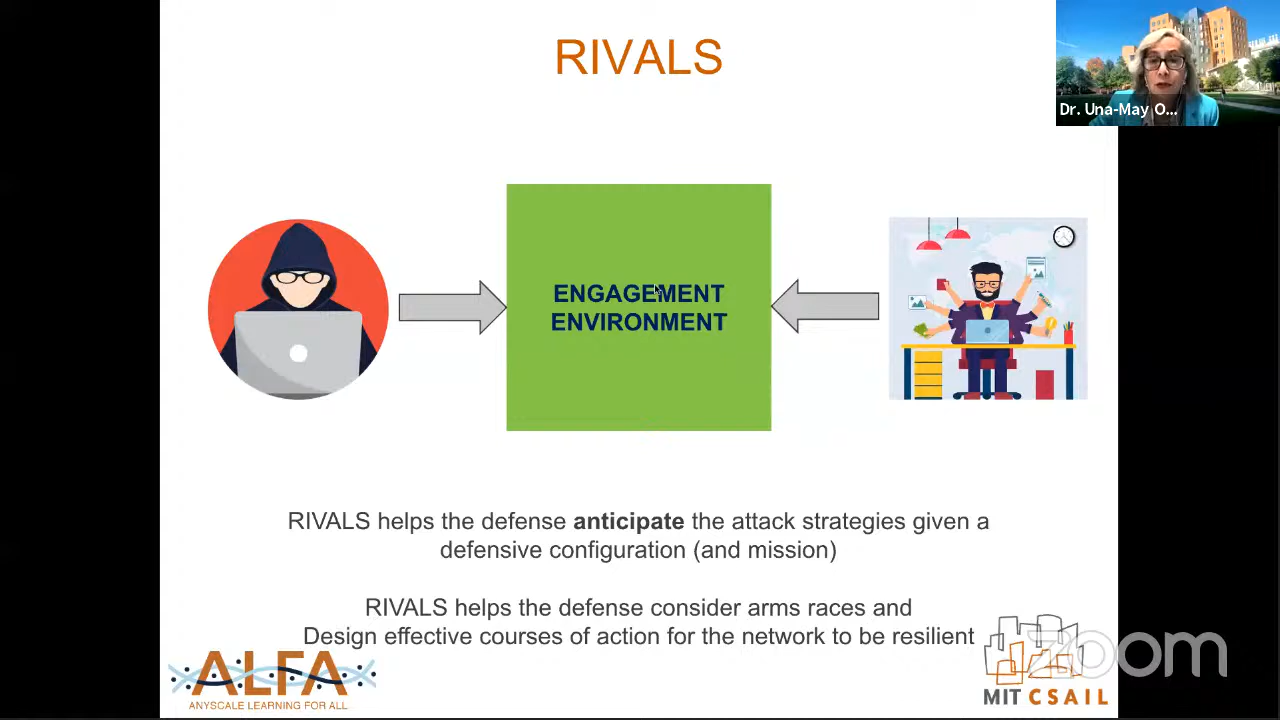 RIVALS
Dr. Una-May O...
ENGAGEMENT
ENVIRONMENT
RIVALS helps the defense anticipate the attack strategies given a
defensive configuration (and mission)
RIVALS helps the defense consider arms races and
Design effective courses of action for the network to be resilient
ALFA
ANYSCALE LEARNING FOR ALL
zoom
MIT CSAIL